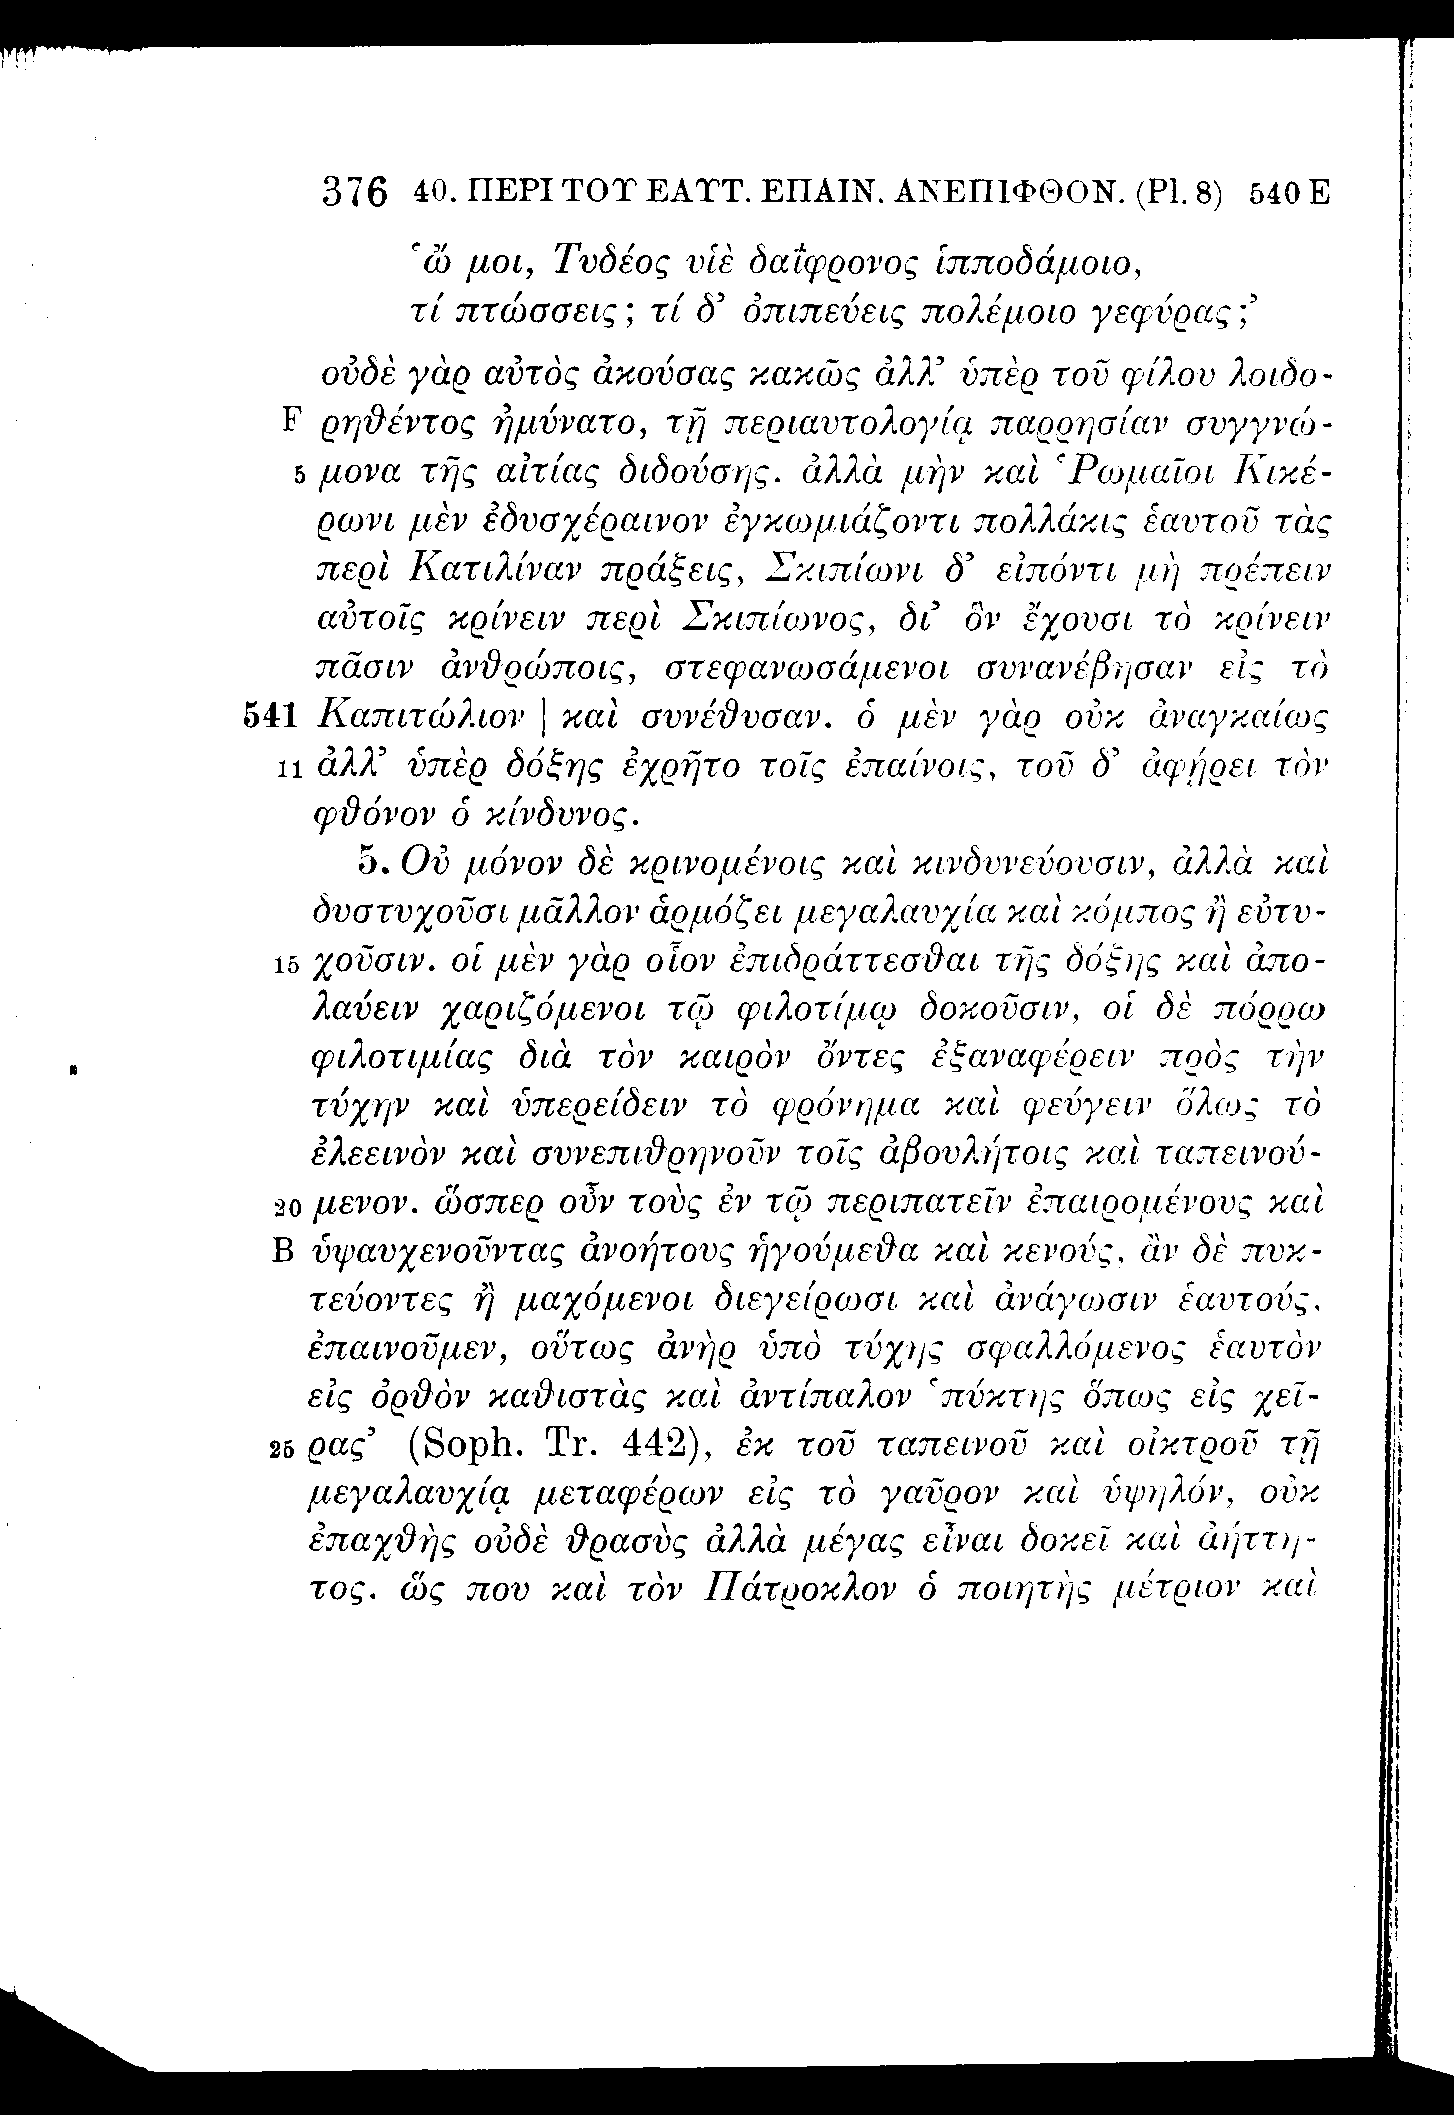 376 40. ΠΕΡΙ ΤΟΥ ΕΑΥΤ. ΕΠΑΙΝ. ΑΝΕΠΙΦΘΟΝ. (Pl. 8) 540 E
‘ὤ μοι, Τυδέος υἱὲ δαΐφρονος ἱπποδάμοιο,
τί πτώσσεις; τί δ’ ὀπιπεύεις πολέμοιο γεφύρας;’
οὐδὲ γὰρ αὐτὸς ἀκούσας κακῶς ἀλλ’ ὑπὲρ τοῦ φίλου λοιδο-
F ρηθέντος ἠμύνατο, τῇ περιαυτολογίᾳ παρρησίαν συγγνώ-
5 μονα τῆς αἰτίας διδούσης. ἀλλὰ μὴν καὶ Ῥωμαῖοι Κικέ-
ρωνι μὲν ἐδυσχέραινον ἐγκωμιάζοντι πολλάκις ἑαυτοῦ τὰς
περὶ Κατιλίναν πράξεις, Σκιπίωνι δ’ εἰπόντι μὴ πρέπειν
αὐτοῖς κρίνειν περὶ Σκιπίωνος, δι’ ὃν ἔχουσι τὸ κρίνειν
πᾶσιν ἀνθρώποις, στεφανωσάμενοι συνανέβησαν εἰς τὸ
541 Καπιτώλιον | καὶ συνέθυσαν. ὁ μὲν γὰρ οὐκ ἀναγκαίως
11 ἀλλ’ ὑπὲρ δόξης ἐχρῆτο τοῖς ἐπαίνοις, τοῦ δ’ ἀφῄρει τὸν
φθόνον ὁ κίνδυνος.
5. Οὐ μόνον δὲ κρινομένοις καὶ κινδυνεύουσιν, ἀλλὰ καὶ
δυστυχοῦσι μᾶλλον ἁρμόζει μεγαλαυχία καὶ κόμπος ἢ εὐτυ-
15 χοῦσιν. οἱ μὲν γὰρ οἷον ἐπιδράττεσθαι τῆς δόξης καὶ ἀπο-
λαύειν χαριζόμενοι τῷ φιλοτίμῳ δοκοῦσιν, οἱ δὲ πόρρω
φιλοτιμίας διὰ τὸν καιρὸν ὄντες ἐξαναφέρειν πρὸς τὴν
τύχην καὶ ὑπερείδειν τὸ φρόνημα καὶ φεύγειν ὅλως τὸ
ἐλεεινὸν καὶ συνεπιθρηνοῦν τοῖς ἀβουλήτοις καὶ ταπεινού-
20 μενον. ὥσπερ οὖν τοὺς ἐν τῷ περιπατεῖν ἐπαιρομένους καὶ
B ὑψαυχενοῦντας ἀνοήτους ἡγούμεθα καὶ κενούς, ἂν δὲ πυκ-
τεύοντες ἢ μαχόμενοι διεγείρωσι καὶ ἀνάγωσιν ἑαυτούς,
ἐπαινοῦμεν, οὕτως ἀνὴρ ὑπὸ τύχης σφαλλόμενος ἑαυτὸν
εἰς ὀρθὸν καθιστὰς καὶ ἀντίπαλον ‘πύκτης ὅπως εἰς χεῖ-
25 ρας’ (Soph. Tr. 442), ἐκ τοῦ ταπεινοῦ καὶ οἰκτροῦ τῇ
μεγαλαυχίᾳ μεταφέρων εἰς τὸ γαῦρον καὶ ὑψηλόν, οὐκ
ἐπαχθὴς οὐδὲ θρασὺς ἀλλὰ μέγας εἶναι δοκεῖ καὶ ἀήττη-
τος. ὥς που καὶ τὸν Πάτροκλον ὁ ποιητὴς μέτριον καὶ